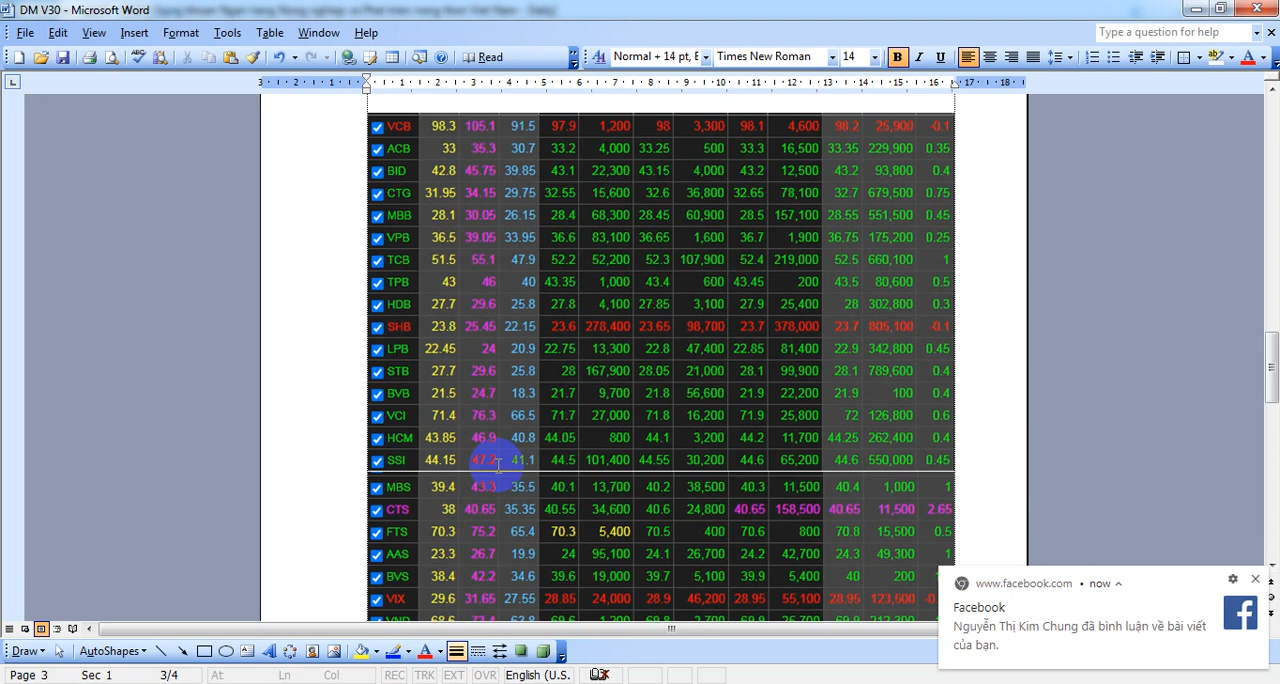 DM V30 - Microsoft Word
File Edit View Insert Format Tools Table Window Help Type a question for help
Read Normal + 14 pt, E Times New Roman 14 B I U
3 2 1 1 2 3 4 5 6 7 8 9 10 11 12 13 14 15 16 17 18
VCB 98.3 105.1 91.5 97.9 1,200 98 3,300 98.1 4,600 98.2 25,900 -0.1
ACB 33 35.3 30.7 33.2 4,000 33.25 500 33.3 16,500 33.35 229,900 0.35
BID 42.8 45.75 39.85 43.1 22,300 43.15 4,000 43.2 12,500 43.2 93,800 0.4
CTG 31.95 34.15 29.75 32.55 15,600 32.6 36,800 32.65 78,100 32.7 679,500 0.75
MBB 28.1 30.05 26.15 28.4 68,300 28.45 60,900 28.5 157,100 28.55 551,500 0.45
VPB 36.5 39.05 33.95 36.6 83,100 36.65 1,600 36.7 1,900 36.75 175,200 0.25
TCB 51.5 55.1 47.9 52.2 52,200 52.3 107,900 52.4 219,000 52.5 660,100 1
TPB 43 46 40 43.35 1,000 43.4 600 43.45 200 43.5 80,600 0.5
HDB 27.7 29.6 25.8 27.8 4,100 27.85 3,100 27.9 25,400 28 302,800 0.3
SHB 23.8 25.45 22.15 23.6 278,400 23.65 98,700 23.7 378,000 23.7 805,100 -0.1
LPB 22.45 24 20.9 22.75 13,300 22.8 47,400 22.85 81,400 22.9 342,800 0.45
STB 27.7 29.6 25.8 28 167,900 28.05 21,000 28.1 99,900 28.1 789,600 0.4
BVB 21.5 24.7 18.3 21.7 9,700 21.8 56,600 21.9 22,200 21.9 100 0.4
VCI 71.4 76.3 66.5 71.7 27,000 71.8 16,200 71.9 25,800 72 126,800 0.6
HCM 43.85 46.9 40.8 44.05 800 44.1 3,200 44.2 11,700 44.25 262,400 0.4
SSI 44.15 47.2 41.1 44.5 101,400 44.55 30,200 44.6 65,200 44.6 550,000 0.45
MBS 39.4 43.3 35.5 40.1 13,700 40.2 38,500 40.3 11,500 40.4 1,000 1
CTS 38 40.65 35.35 40.55 34,600 40.6 24,800 40.65 158,500 40.65 11,500 2.65
FTS 70.3 75.2 65.4 70.3 5,400 70.5 400 70.6 800 70.8 15,500 0.5
AAS 23.3 26.7 19.9 24 95,100 24.1 26,700 24.2 42,700 24.3 49,300 1
BVS 38.4 42.2 34.6 39.6 19,000 39.7 5,100 39.9 5,400 40 200
VIX 29.6 31.65 27.55 28.85 24,000 28.9 46,200 28.95 55,100 28.95 123,500
www.facebook.com • now
Facebook
Nguyễn Thị Kim Chung đã bình luận về bài viết
của bạn.
Draw AutoShapes
Page 3 Sec 1 3/4 At Ln Col REC TRK EXT OVR English (U.S.